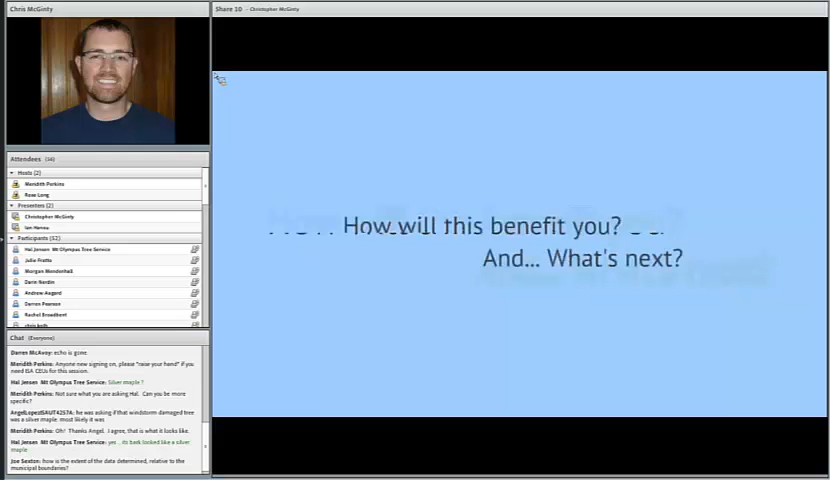 Chris McGinty
Share 10 - Christopher McGinty
How will this benefit you?
And... What's next?
Attendees (16)
Hosts (2)
Meridith Perkins
Rose Long
Presenters (2)
Christopher McGinty
Ian Hanou
Participants (12)
Hal Jensen Mt Olympus Tree Service
Julie Fratto
Morgan Mendenhall
Darin Nerdin
Andrew Aagard
Darren Pearson
Rachel Broadbent
Chat (Everyone)
Darren McAvoy: echo is gone
Meridith Perkins: Anyone new signing on, please "raise your hand" if you
need ISA CEUs for this session.
Hal Jensen Mt Olympus Tree Service: Silver maple ?
Meridith Perkins: Not sure what you are asking Hal. Can you be more
specific?
AngelLopezISAUT4257A: he was asking if that windstorm damaged tree
was a silver maple, most likely it was
Meridith Perkins: Oh! Thanks Angel. I agree, that is what it looks like.
Hal Jensen Mt Olympus Tree Service: yes .. its bark looked like a silver
maple
Joe Sexton: how is the extent of the data determined, relative to the
municipal boundaries?